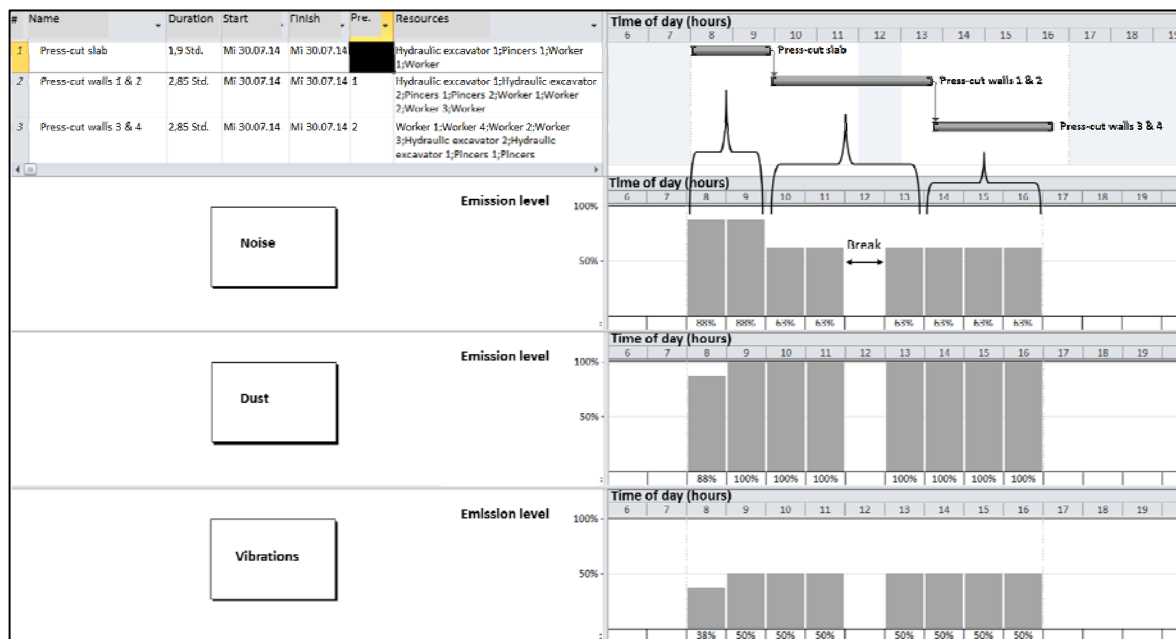 # Name Duration Start Finish Pre. Resources
1 Press-cut slab 1,9 Std. Mi 30.07.14 Mi 30.07.14 Hydraulic excavator 1;Pincers 1;Worker
1;Worker
2 Press-cut walls 1 & 2 2,85 Std. Mi 30.07.14 Mi 30.07.14 1 Hydraulic excavator 1;Hydraulic excavator
2;Pincers 1;Pincers 2;Worker 1;Worker
2;Worker 3;Worker
3 Press-cut walls 3 & 4 2,85 Std. Mi 30.07.14 Mi 30.07.14 2 Worker 1;Worker 4;Worker 2;Worker
3;Hydraulic excavator 2;Hydraulic
excavator 1;Pincers 1;Pincers
Time of day (hours)
6 7 8 9 10 11 12 13 14 15 16 17 18 19
Press-cut slab
Press-cut walls 1 & 2
Press-cut walls 3 & 4
Time of day (hours)
6 7 8 9 10 11 12 13 14 15 16 17 18 19
Emission level
100%
Noise
Break
50%
88% 88% 63% 63% 63% 63% 63% 63%
Time of day (hours)
6 7 8 9 10 11 12 13 14 15 16 17 18 19
Emission level
100%
Dust
50%
88% 100% 100% 100% 100% 100% 100% 100%
Time of day (hours)
6 7 8 9 10 11 12 13 14 15 16 17 18 19
Emission level
100%
Vibrations
50%
38% 50% 50% 50% 50% 50% 50% 50%